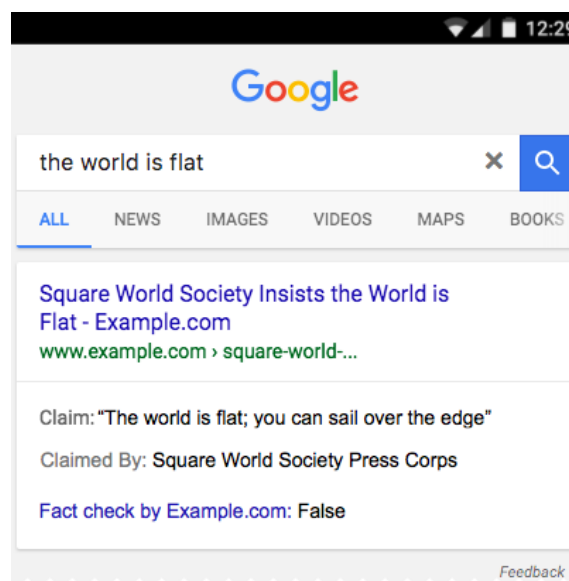 12:29
Google
the world is flat
ALL NEWS IMAGES VIDEOS MAPS BOOKS
Square World Society Insists the World is
Flat - Example.com
www.example.com › square-world-...
Claim: “The world is flat; you can sail over the edge”
Claimed By: Square World Society Press Corps
Fact check by Example.com: False
Feedback